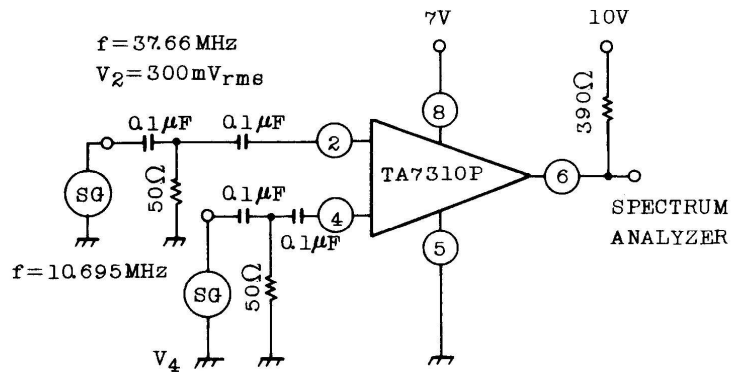 7V
10V
f=37.66MHz
V2=300mVrms
0.1μF
0.1μF
8
390Ω
2
SG
50Ω
TA7310P
6
0.1μF
4
0.1μF
5
SPECTRUM
ANALYZER
f=10.695MHz
SG
50Ω
V4